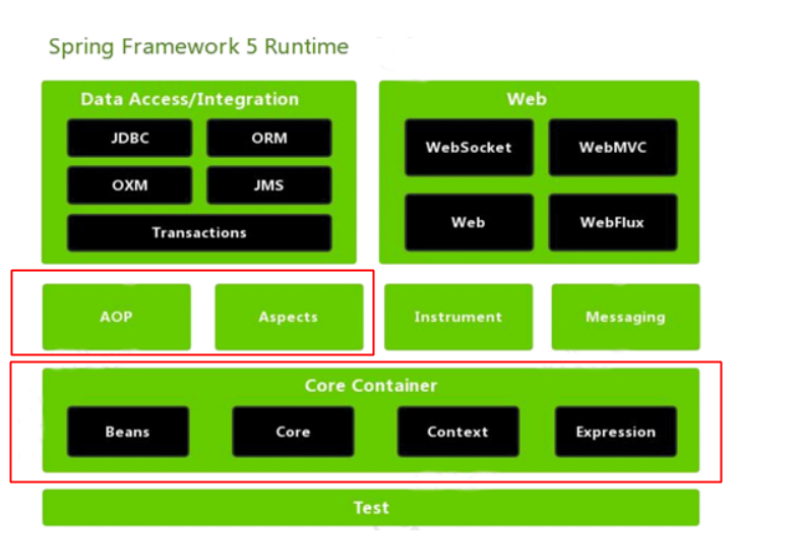 Spring Framework 5 Runtime
Data Access/Integration
JDBC
ORM
OXM
JMS
Transactions
Web
WebSocket
WebMVC
Web
WebFlux
AOP
Aspects
Instrument
Messaging
Core Container
Beans
Core
Context
Expression
Test